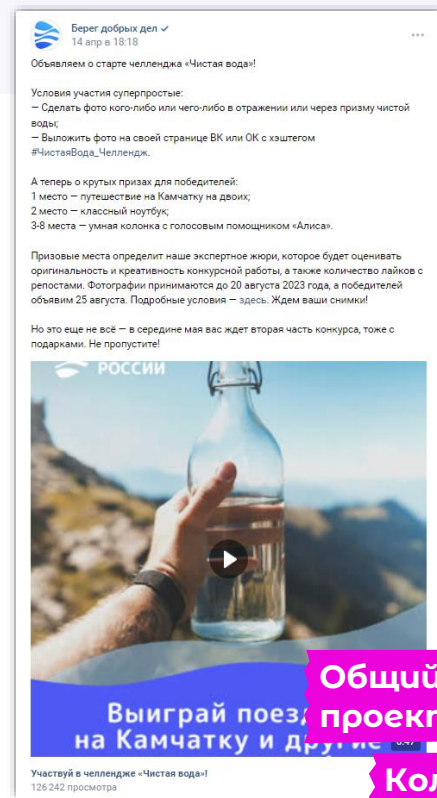 Берег добрых дел
14 апр в 18:18
Объявляем о старте челленджа «Чистая вода»!
Условия участия суперпростые:
— Сделать фото кого-либо или чего-либо в отражении или через призму чистой
воды;
— Выложить фото на своей странице ВК или ОК с хэштегом
#ЧистаяВода_Челлендж.
А теперь о крутых призах для победителей:
1 место — путешествие на Камчатку на двоих;
2 место — классный ноутбук;
3-8 места — умная колонка с голосовым помощником «Алиса».
Призовые места определит наше экспертное жюри, которое будет оценивать
оригинальность и креативность конкурсной работы, а также количество лайков с
репостами. Фотографии принимаются до 20 августа 2023 года, а победителей
объявим 25 августа. Подробные условия — здесь. Ждем ваши снимки!
Но это еще не всё — в середине мая вас ждет вторая часть конкурса, тоже с
подарками. Не пропустите!
РОССИИ
Выиграй поез
на Камчатку и другие
Общий
проект
Кол
Участвуй в челлендже «Чистая вода»!
126 242 просмотра